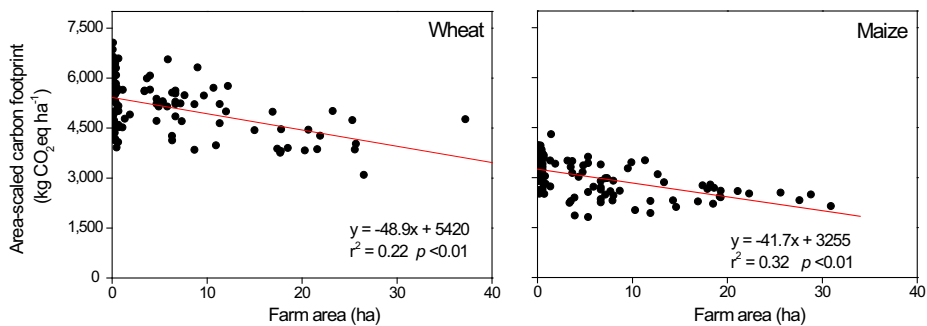 Area-scaled carbon footprint
(kg CO₂eq ha⁻¹)
7,500
6,000
4,500
3,000
1,500
0
Wheat
y = -48.9x + 5420
r² = 0.22 p <0.01
0 10 20 30 40
Farm area (ha)
Maize
y = -41.7x + 3255
r² = 0.32 p <0.01
0 10 20 30 40
Farm area (ha)